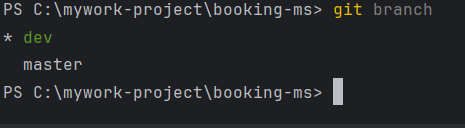 PS C:\mywork-project\booking-ms> git branch
* dev
  master
PS C:\mywork-project\booking-ms>